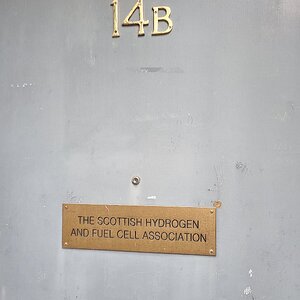 14B
THE SCOTTISH HYDROGEN
AND FUEL CELL ASSOCIATION